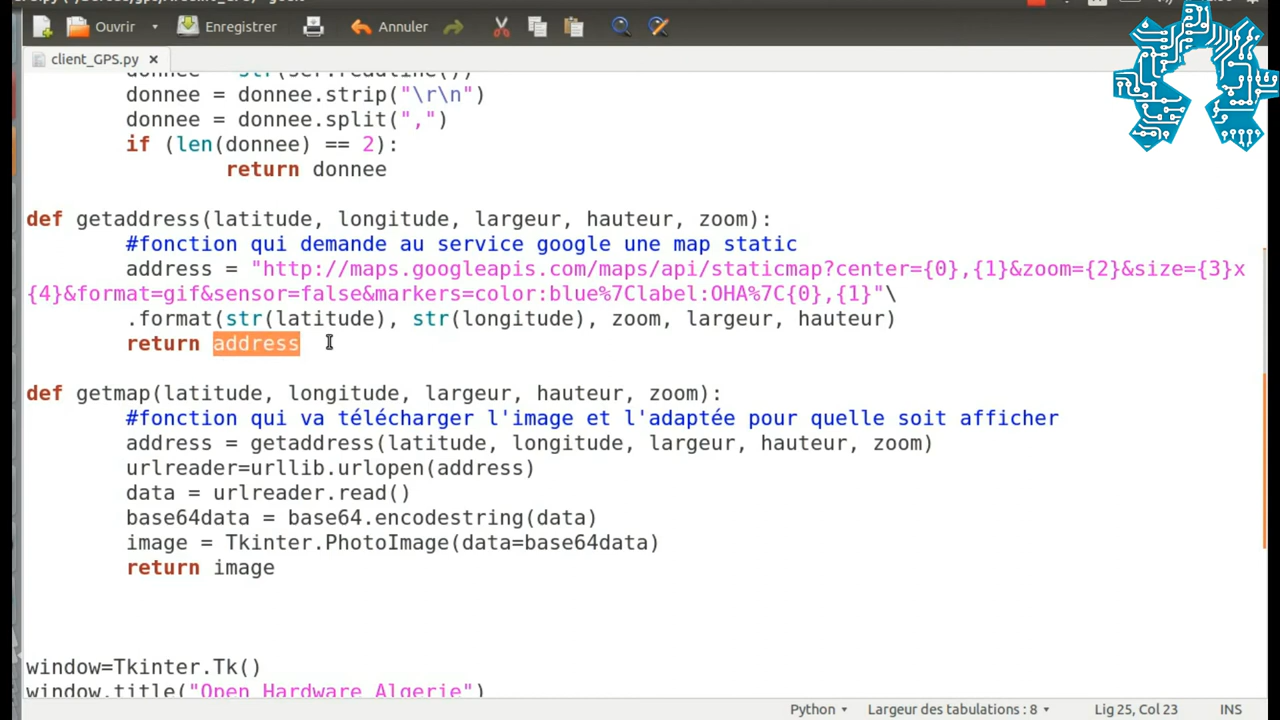 Ouvrir Enregistrer Annuler
client_GPS.py
donnee = str(ser.readline())
donnee = donnee.strip("\r\n")
donnee = donnee.split(",")
if (len(donnee) == 2):
return donnee
def getaddress(latitude, longitude, largeur, hauteur, zoom):
#fonction qui demande au service google une map static
address = "http://maps.googleapis.com/maps/api/staticmap?center={0},{1}&zoom={2}&size={3}x
{4}&format=gif&sensor=false&markers=color:blue%7Clabel:OHA%7C{0},{1}"\
.format(str(latitude), str(longitude), zoom, largeur, hauteur)
return address
def getmap(latitude, longitude, largeur, hauteur, zoom):
#fonction qui va télécharger l'image et l'adaptée pour quelle soit afficher
address = getaddress(latitude, longitude, largeur, hauteur, zoom)
urlreader=urllib.urlopen(address)
data = urlreader.read()
base64data = base64.encodestring(data)
image = Tkinter.PhotoImage(data=base64data)
return image
window=Tkinter.Tk()
window.title("Open Hardware Algerie")
Python Largeur des tabulations : 8 Lig 25, Col 23 INS